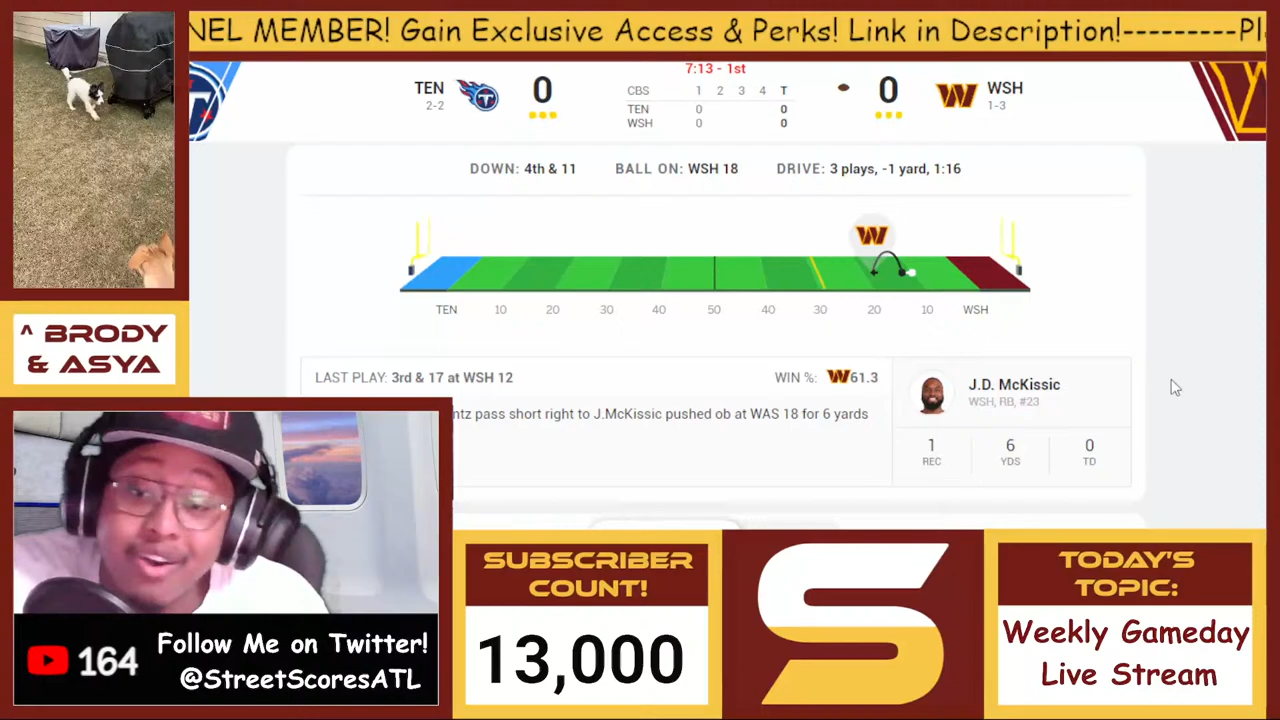 NEL MEMBER! Gain Exclusive Access & Perks! Link in Description!---------Pl
7:13 - 1st
TEN 0 CBS 1 2 3 4 T 0 WSH
2-2 TEN 0 0 1-3
WSH 0 0
DOWN: 4th & 11 BALL ON: WSH 18 DRIVE: 3 plays, -1 yard, 1:16
W
TEN 10 20 30 40 50 40 30 20 10 WSH
^ BRODY
& ASYA
LAST PLAY: 3rd & 17 at WSH 12 WIN %: W 61.3
ntz pass short right to J.McKissic pushed ob at WAS 18 for 6 yards
J.D. McKissic
WSH, RB, #23
1 6 0
REC YDS TD
SUBSCRIBER
COUNT!
13,000
S
TODAY'S
TOPIC:
Weekly Gameday
Live Stream
164 Follow Me on Twitter!
@StreetScoresATL